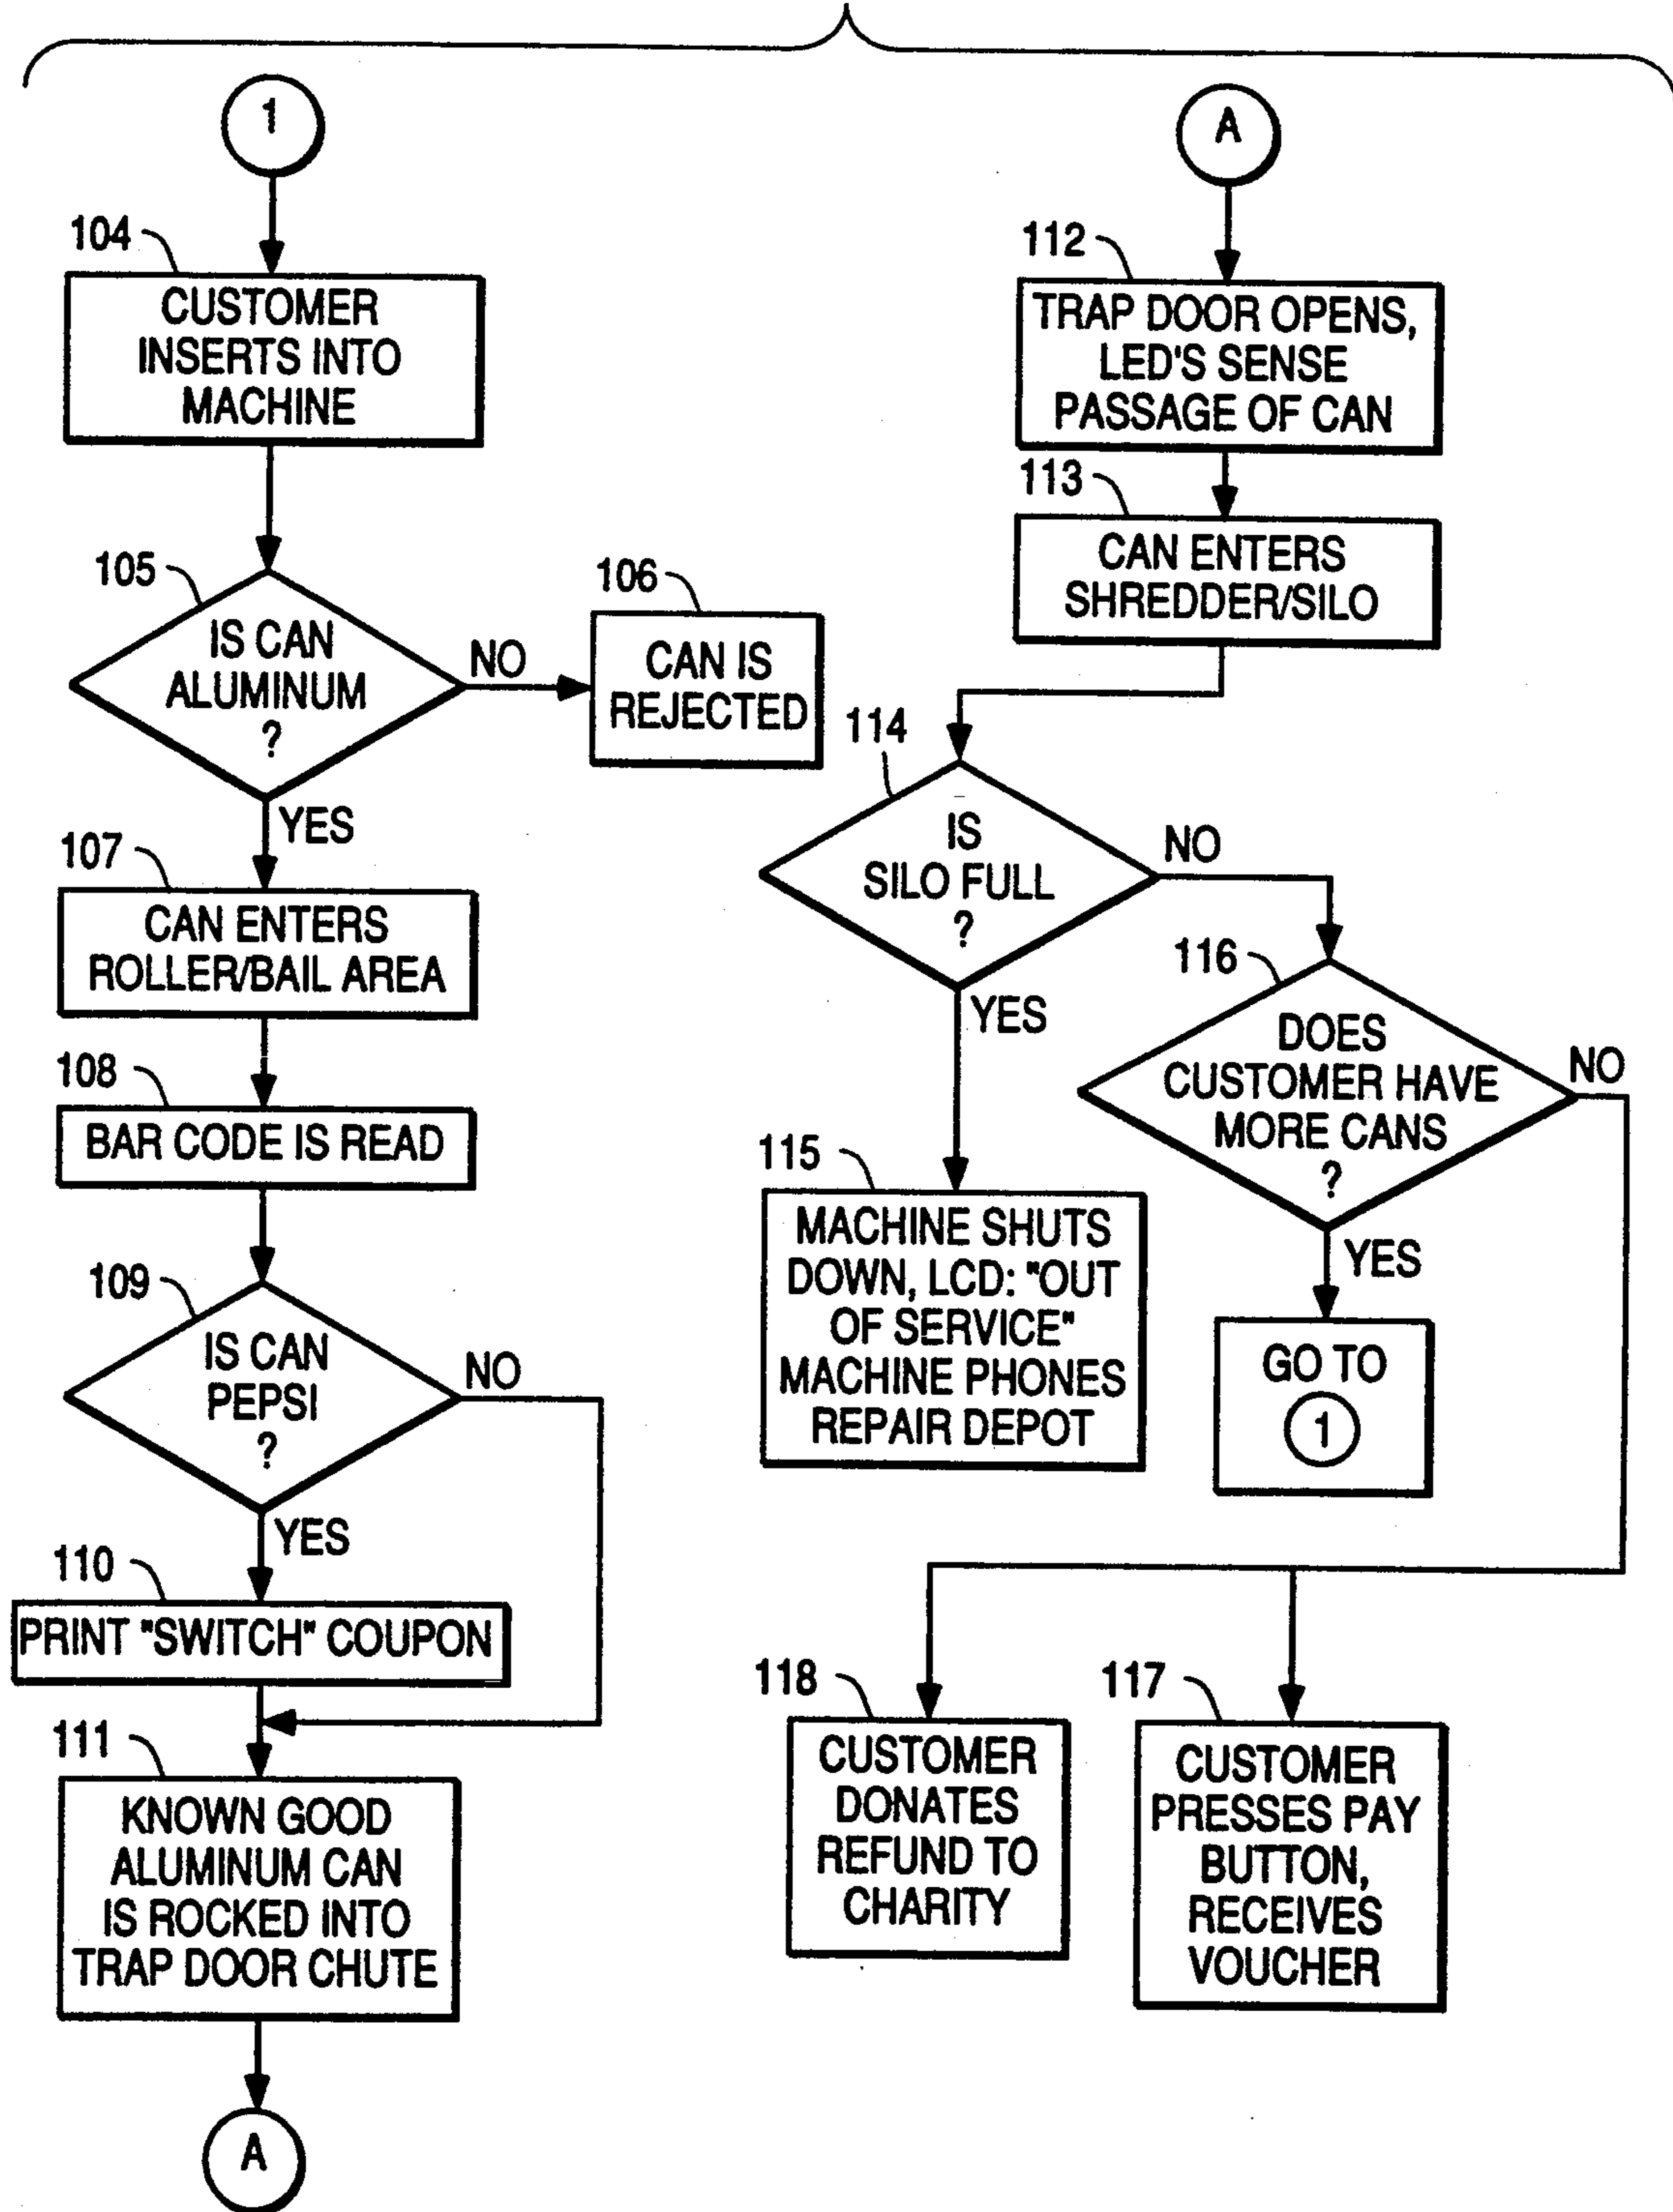 1
104
CUSTOMER
INSERTS INTO
MACHINE
105
IS CAN
ALUMINUM
?
NO
106
CAN IS
REJECTED
YES
107
CAN ENTERS
ROLLER/BAIL AREA
108
BAR CODE IS READ
109
IS CAN
PEPSI
?
NO
YES
110
PRINT "SWITCH" COUPON
111
KNOWN GOOD
ALUMINUM CAN
IS ROCKED INTO
TRAP DOOR CHUTE
A
A
112
TRAP DOOR OPENS,
LED'S SENSE
PASSAGE OF CAN
113
CAN ENTERS
SHREDDER/SILO
114
IS
SILO FULL
?
NO
YES
115
MACHINE SHUTS
DOWN, LCD: "OUT
OF SERVICE"
MACHINE PHONES
REPAIR DEPOT
116
DOES
CUSTOMER HAVE
MORE CANS
?
NO
YES
GO TO
1
118
CUSTOMER
DONATES
REFUND TO
CHARITY
117
CUSTOMER
PRESSES PAY
BUTTON,
RECEIVES
VOUCHER